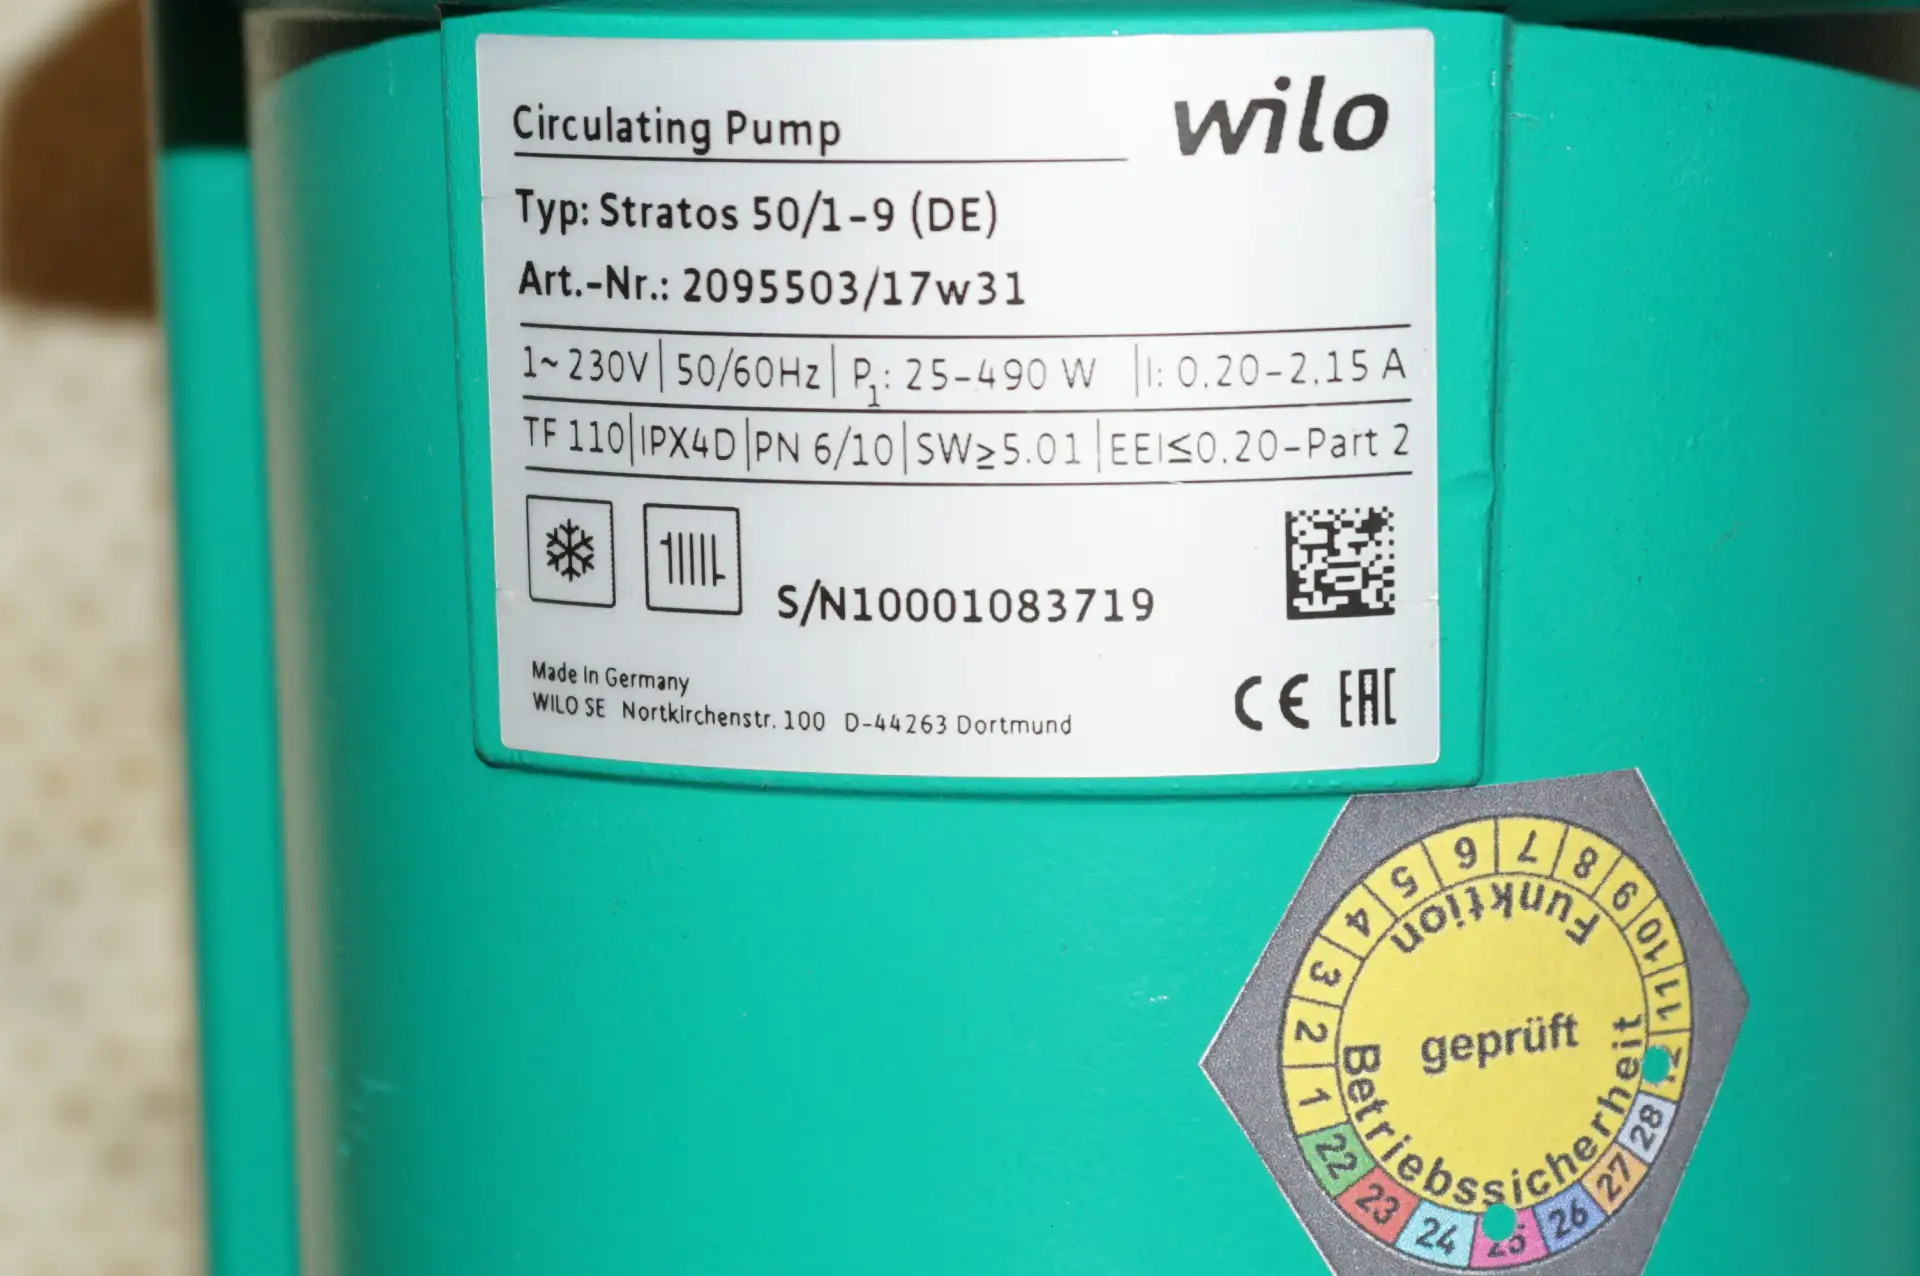 Circulating Pump
wilo
Typ: Stratos 50/1-9 (DE)
Art.-Nr.: 2095503/17w31
1~ 230V 50/60Hz P1: 25-490 W I: 0.20-2.15 A
TF 110 IPX4D PN 6/10 SW≥5.01 EEI≤0.20-Part 2
S/N10001083719
Made In Germany
WILO SE Nortkirchenstr. 100 D-44263 Dortmund
CE EAC
1 2 3 4 5 6 7 8 9 10 11 12
Funktion
geprüft
Betriebssicherheit
22 23 24 25 26 27 28